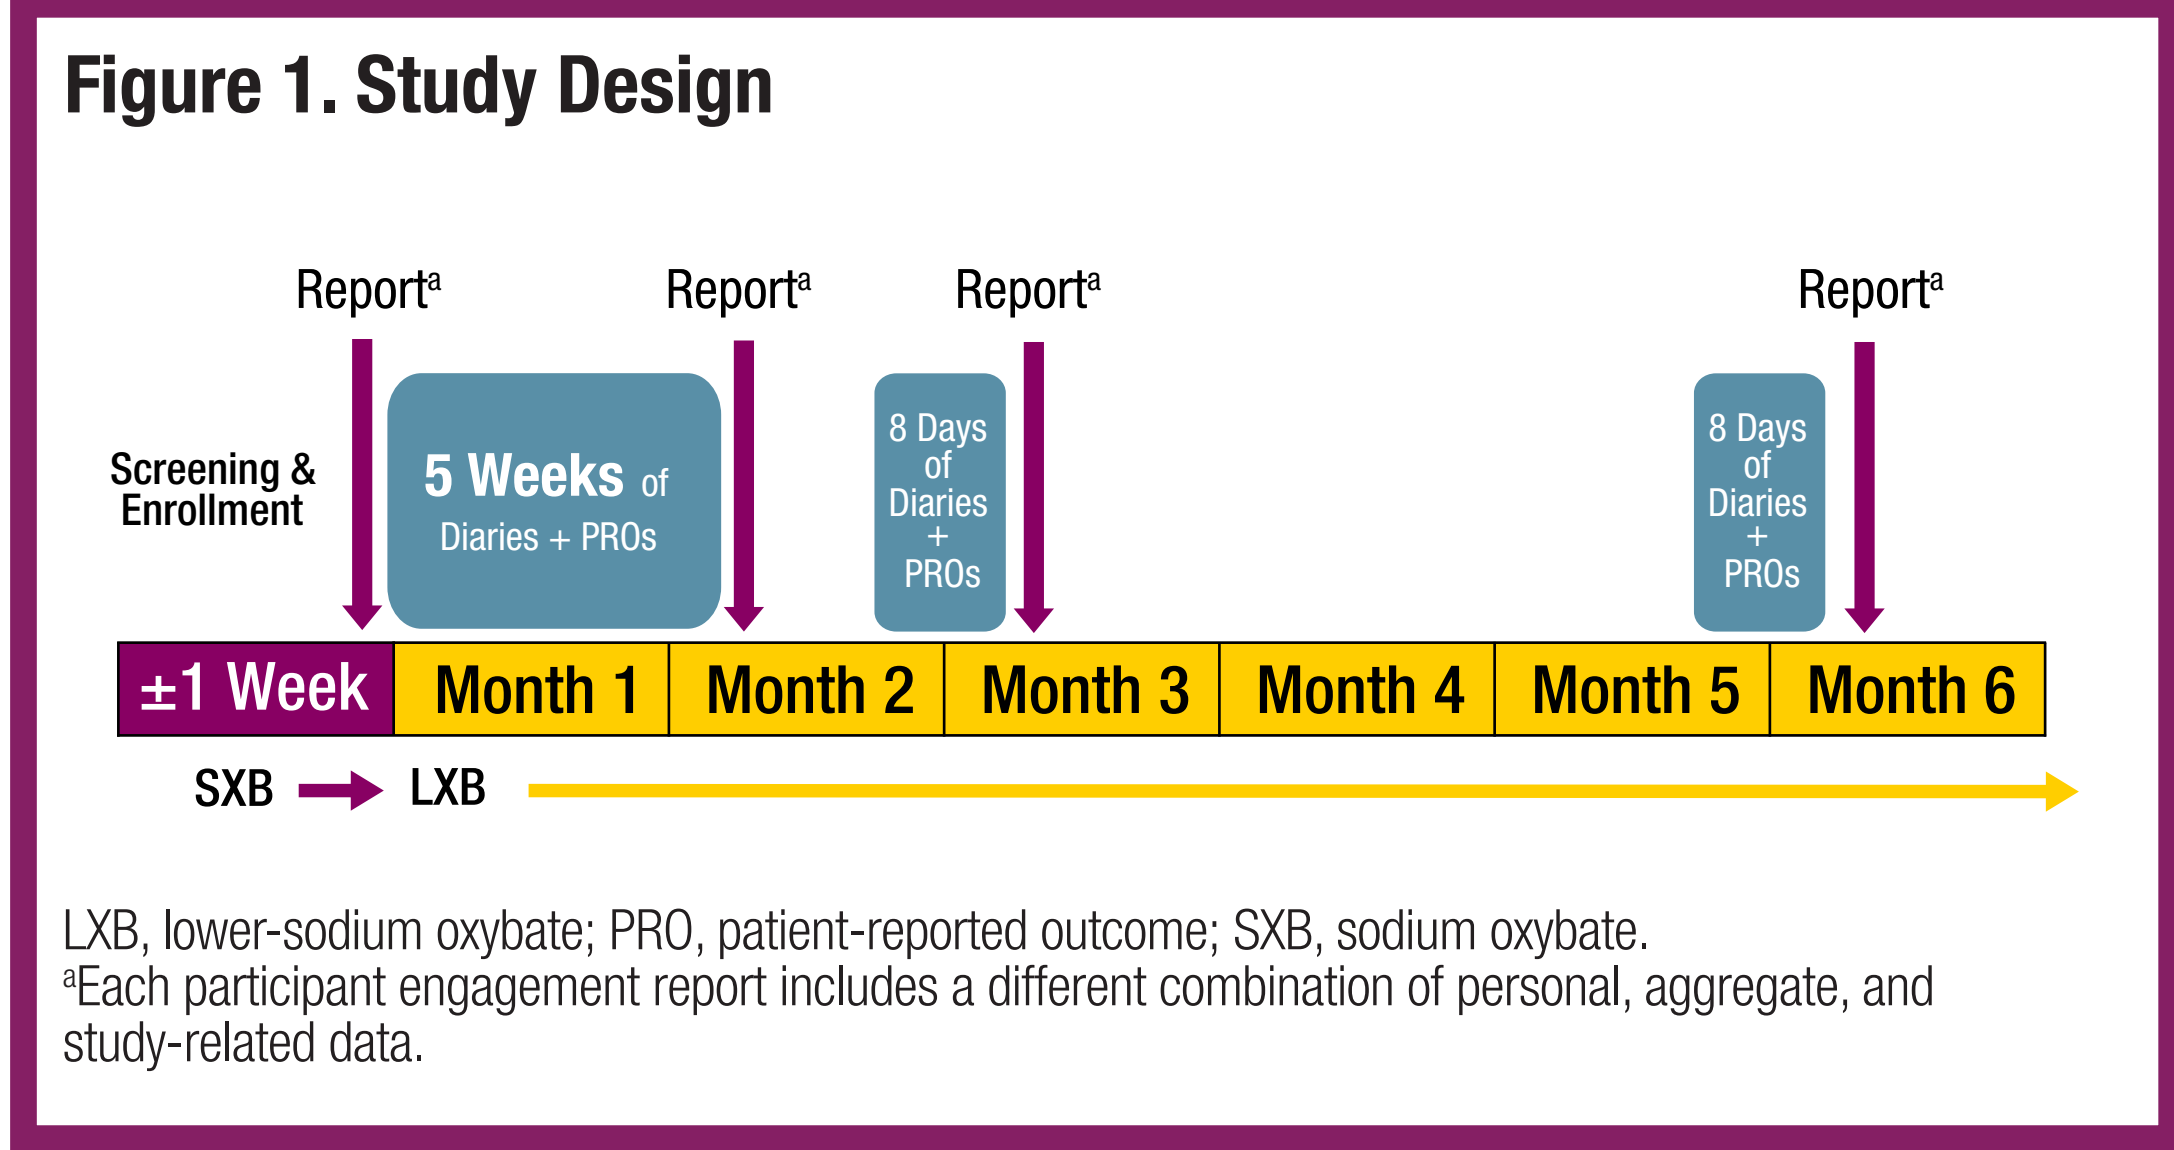 Figure 1. Study Design
Reportᵃ
Reportᵃ
Reportᵃ
Reportᵃ
Screening &
Enrollment
5 Weeks of
Diaries + PROs
8 Days
of
Diaries
+
PROs
8 Days
of
Diaries
+
PROs
±1 Week
Month 1
Month 2
Month 3
Month 4
Month 5
Month 6
SXB
LXB
LXB, lower-sodium oxybate; PRO, patient-reported outcome; SXB, sodium oxybate.
ᵃEach participant engagement report includes a different combination of personal, aggregate, and
study-related data.